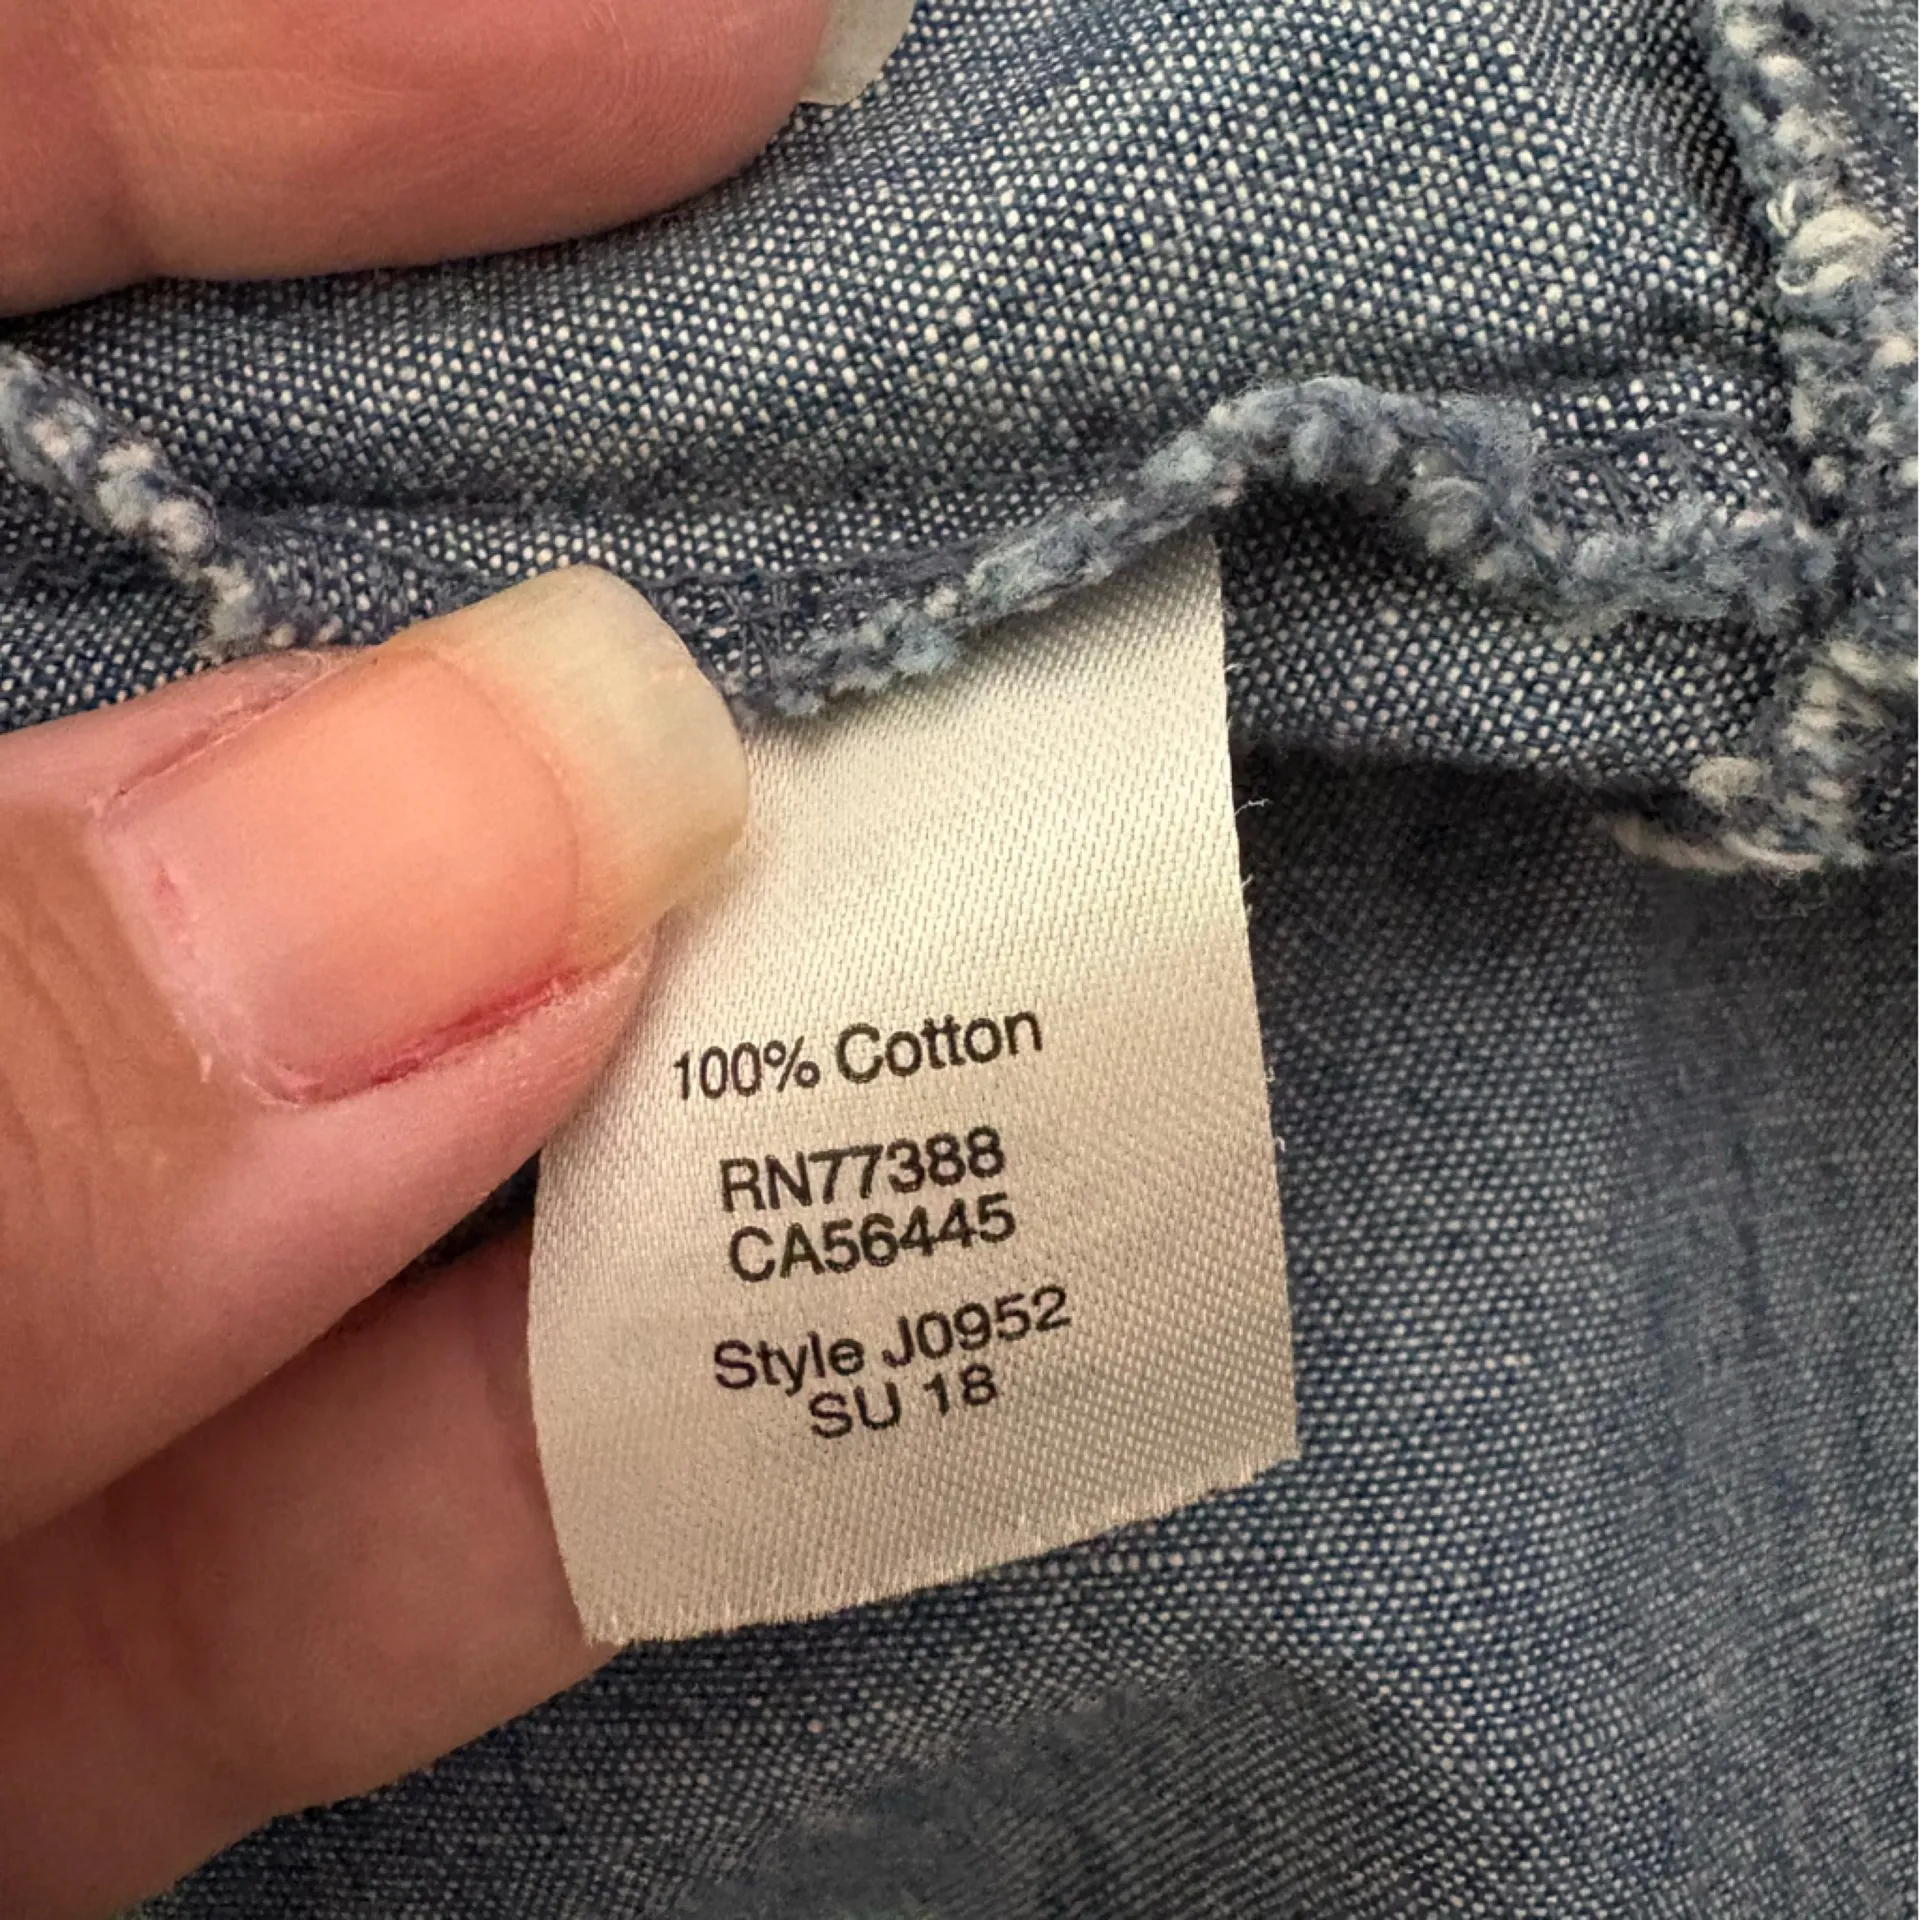 100% Cotton
RN77388
CA56445
Style J0952
SU 18